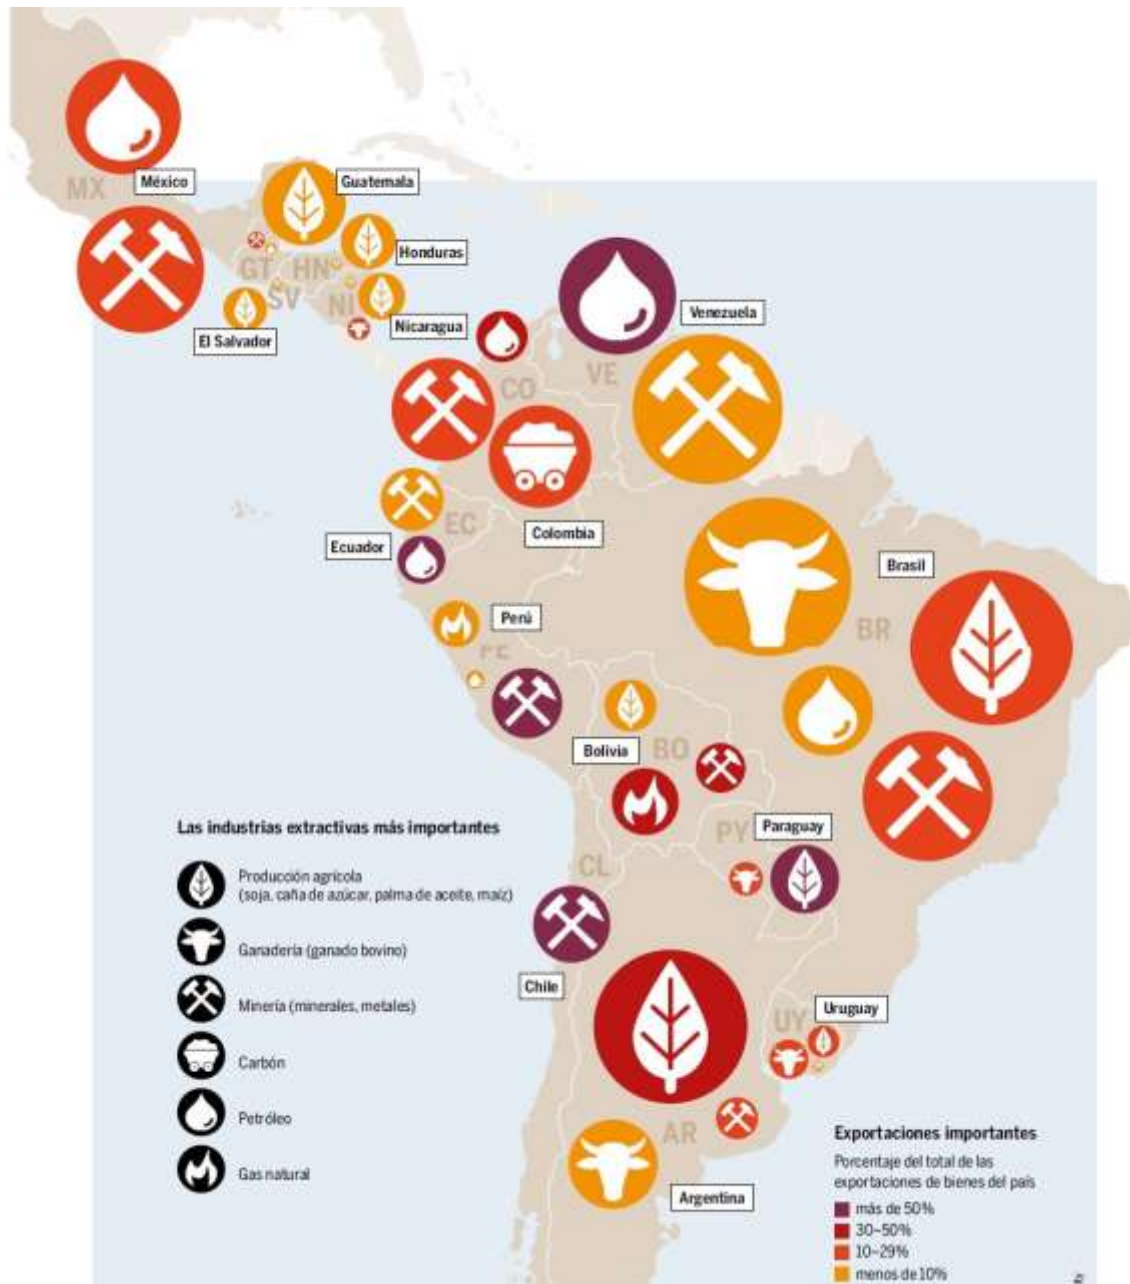 MX
México
Guatemala
Honduras
GT
HN
SV
NI
Nicaragua
El Salvador
Venezuela
VE
CO
Colombia
EC
Ecuador
Brasil
BR
Perú
PE
Bolivia
BO
PY
Paraguay
CL
Chile
Uruguay
UY
AR
Argentina
Las industrias extractivas más importantes
Producción agrícola
(soja, caña de azúcar, palma de aceite, maíz)
Ganadería (ganado bovino)
Minería (minerales, metales)
Carbón
Petróleo
Gas natural
Exportaciones importantes
Porcentaje del total de las
exportaciones de bienes del país
más de 50%
30–50%
10–29%
menos de 10%